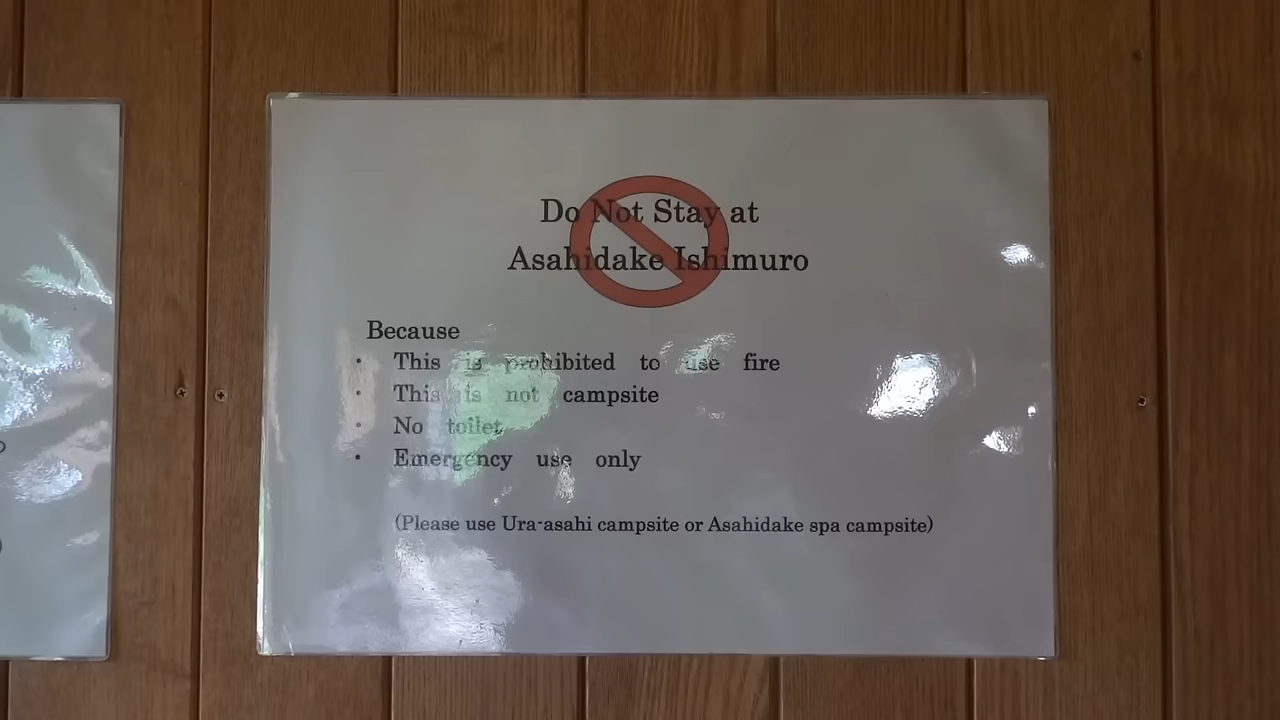 Do Not Stay at
Asahidake Ishimuro
Because
・ This is prohibited to use fire
・ This is not campsite
・ No toilet
・ Emergency use only
(Please use Ura-asahi campsite or Asahidake spa campsite)